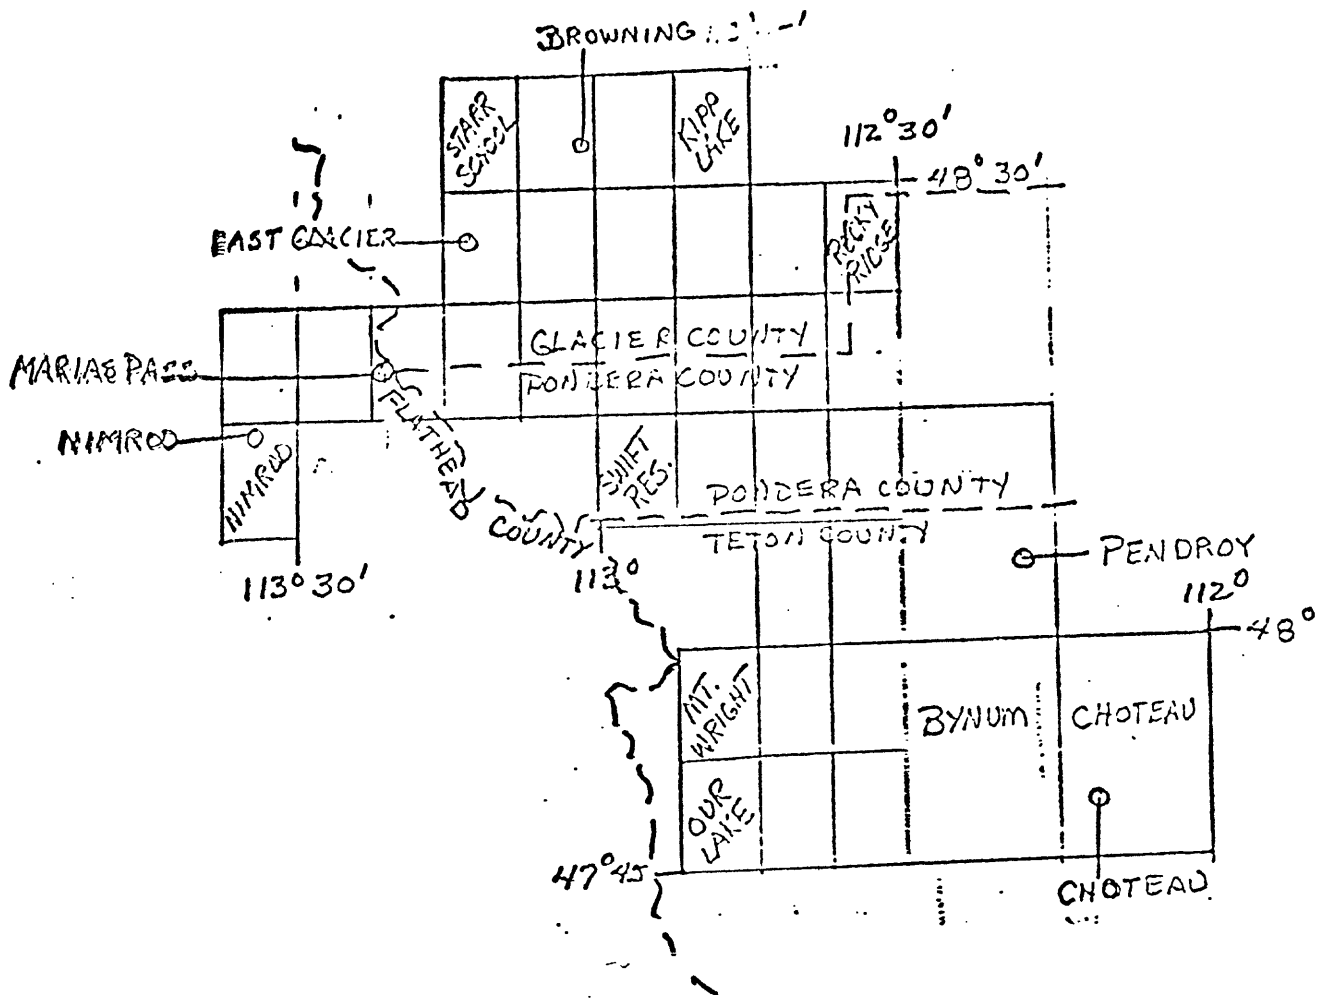 BROWNING
STARR
SCHOOL
KIPP
LAKE
112° 30'
48° 30'
EAST GLACIER
ROCKY
RIDGE
GLACIER COUNTY
MARIAS PASS
PONDERA COUNTY
FLATHEAD COUNTY
NIMROD
NIMROD
SWIFT
RES.
PONDERA COUNTY
TETON COUNTY
PENDROY
113° 30'
113°
112°
48°
MT.
WRIGHT
BYNUM
CHOTEAU
OUR
LAKE
47° 45
CHOTEAU